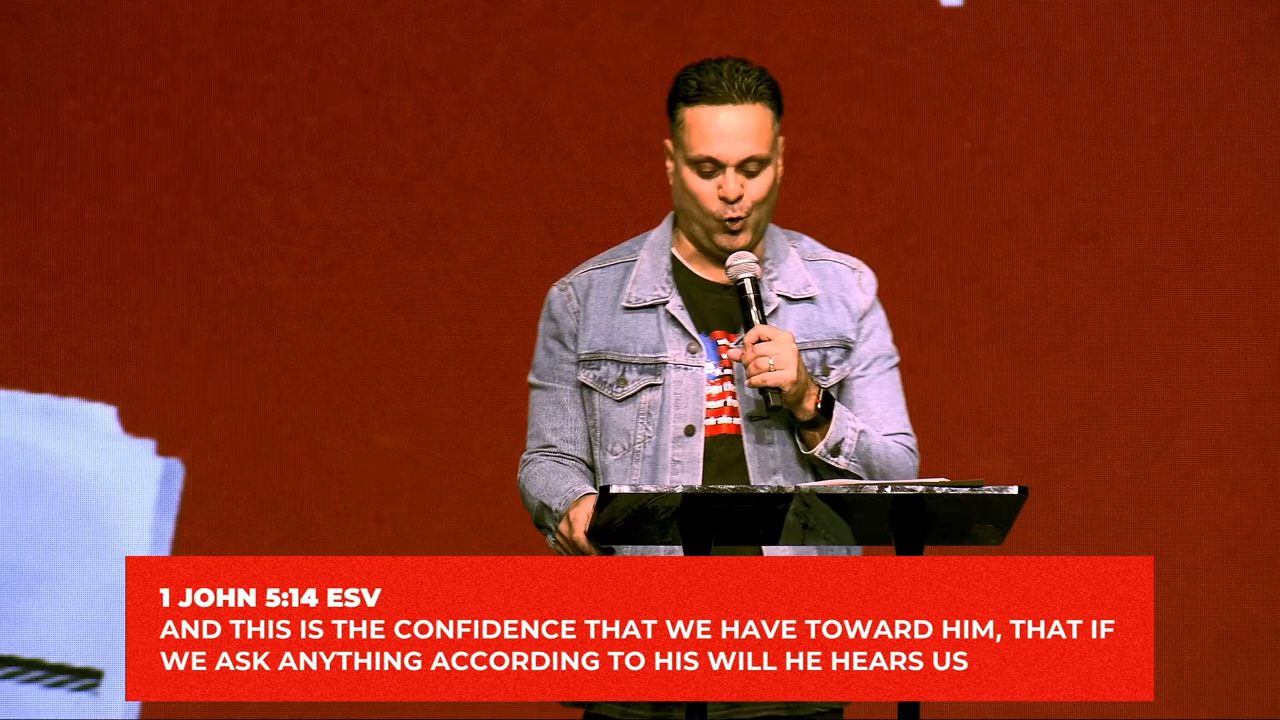 1 JOHN 5:14 ESV
AND THIS IS THE CONFIDENCE THAT WE HAVE TOWARD HIM, THAT IF
WE ASK ANYTHING ACCORDING TO HIS WILL HE HEARS US